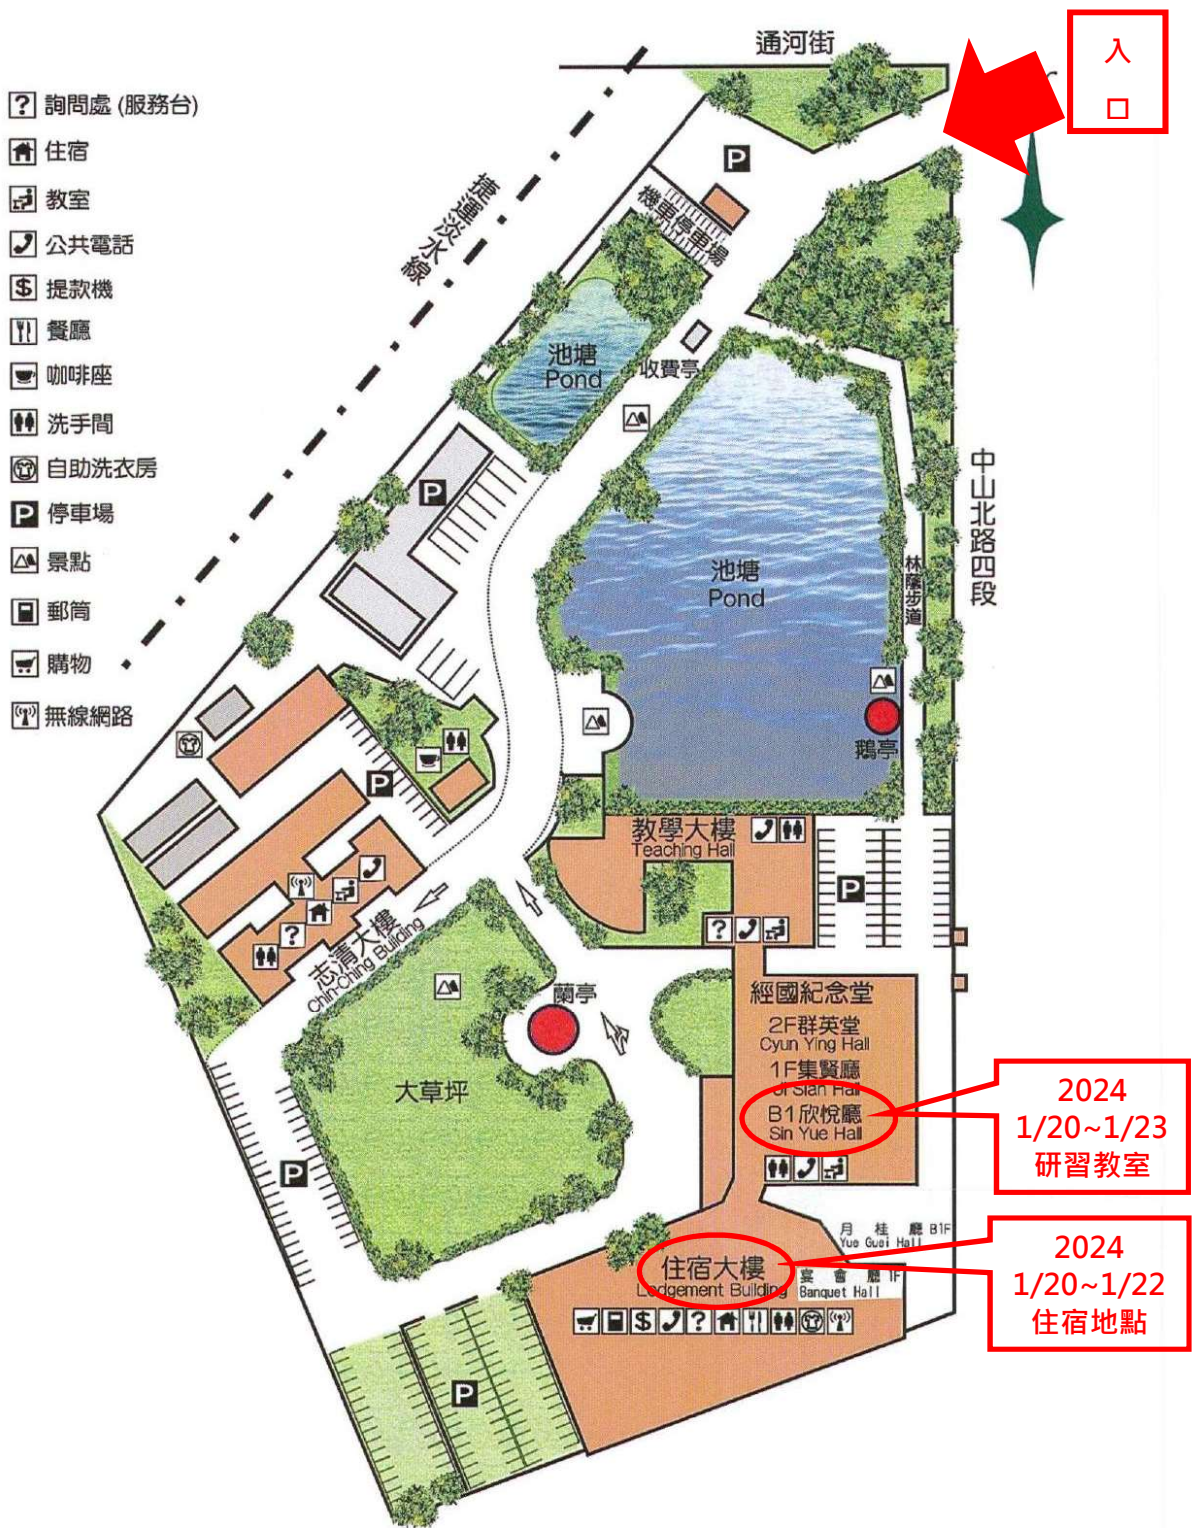 通河街
入
口
? 詢問處 (服務台)
住宿
教室
公共電話
$ 提款機
餐廳
咖啡座
洗手間
自助洗衣房
P 停車場
景點
郵筒
購物
無線網路
捷運淡水線
P
機車停車場
池塘
Pond
收費亭
P
中山北路四段
林蔭步道
池塘
Pond
鵝亭
P
教學大樓
Teaching Hall
P
?
志清大樓
Chin-Ching Building
?
蘭亭
大草坪
經國紀念堂
2F群英堂
Cyun Ying Hall
1F集賢廳
Ji Sian Hall
B1欣悅廳
Sin Yue Hall
2024
1/20~1/23
研習教室
P
月桂廳 B1F
Yue Guei Hall
住宿大樓
Lodgement Building
宴會廳 1F
Banquet Hall
2024
1/20~1/22
住宿地點
$ ?
P